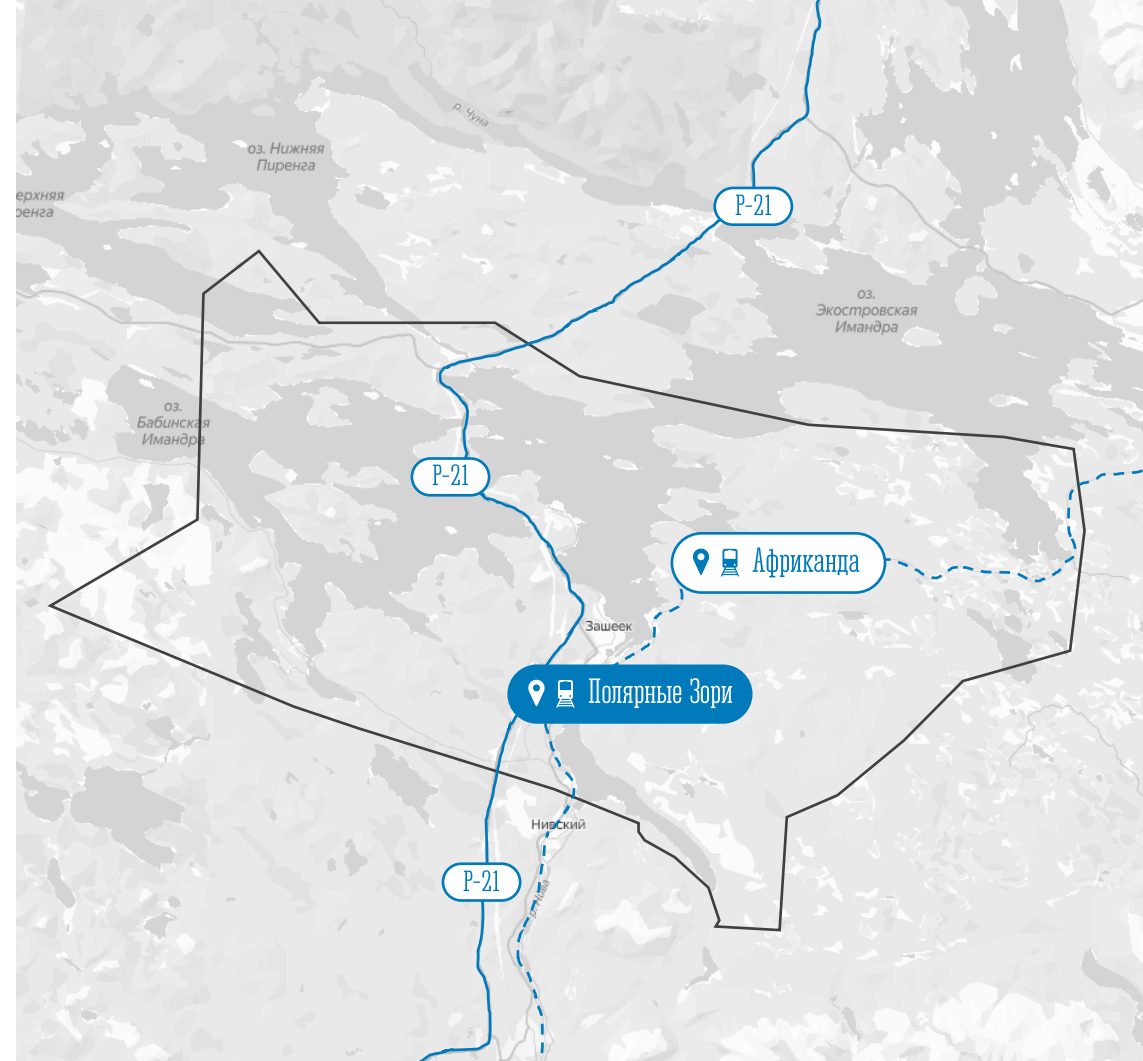 р. Чуна
оз. Нижняя
Пиренга
ерхняя
ренга
Р-21
оз.
Экостровская
Имандра
оз.
Бабинская
Имандра
Р-21
Африканда
Зашеек
Полярные Зори
Нивский
Р-21
р. Нива